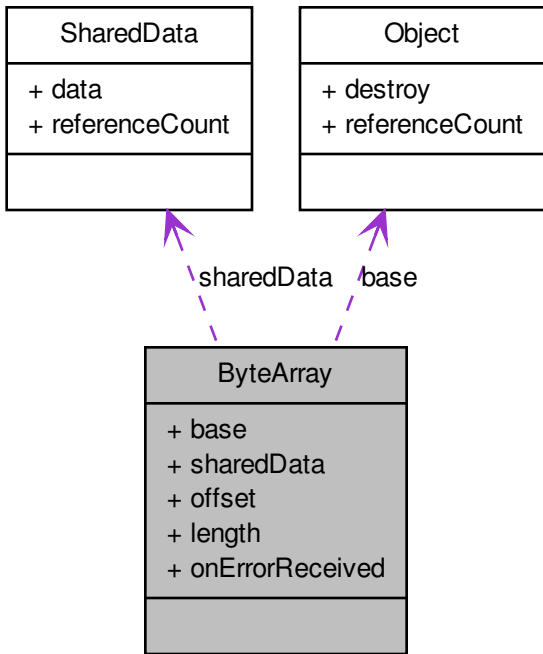 SharedData
+ data
+ referenceCount
Object
+ destroy
+ referenceCount
sharedData
base
ByteArray
+ base
+ sharedData
+ offset
+ length
+ onErrorReceived